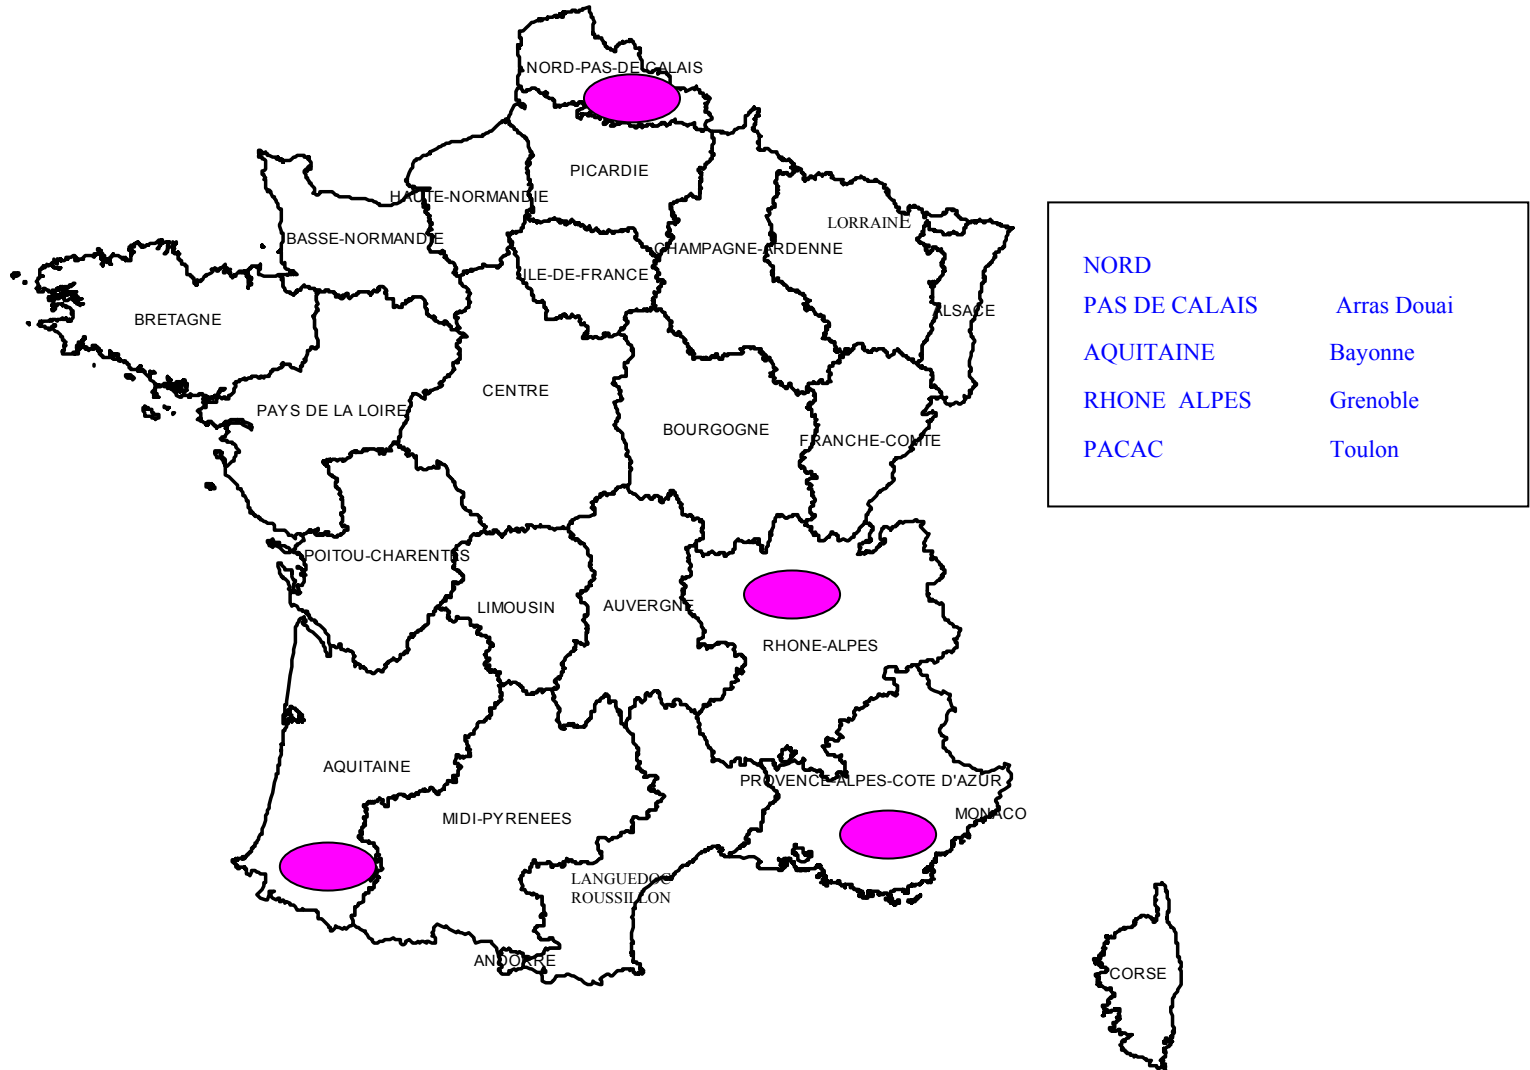 NORD-PAS-DE-CALAIS
PICARDIE
HAUTE-NORMANDIE
LORRAINE
BASSE-NORMANDIE
CHAMPAGNE-ARDENNE
ILE-DE-FRANCE
ALSACE
BRETAGNE
CENTRE
PAYS DE LA LOIRE
BOURGOGNE
FRANCHE-COMTE
POITOU-CHARENTES
LIMOUSIN
AUVERGNE
RHONE-ALPES
AQUITAINE
PROVENCE-ALPES-COTE D'AZUR
MONACO
MIDI-PYRENEES
LANGUEDOC
ROUSSILLON
ANDORRE
CORSE
NORD
PAS DE CALAIS Arras Douai
AQUITAINE Bayonne
RHONE ALPES Grenoble
PACAC Toulon